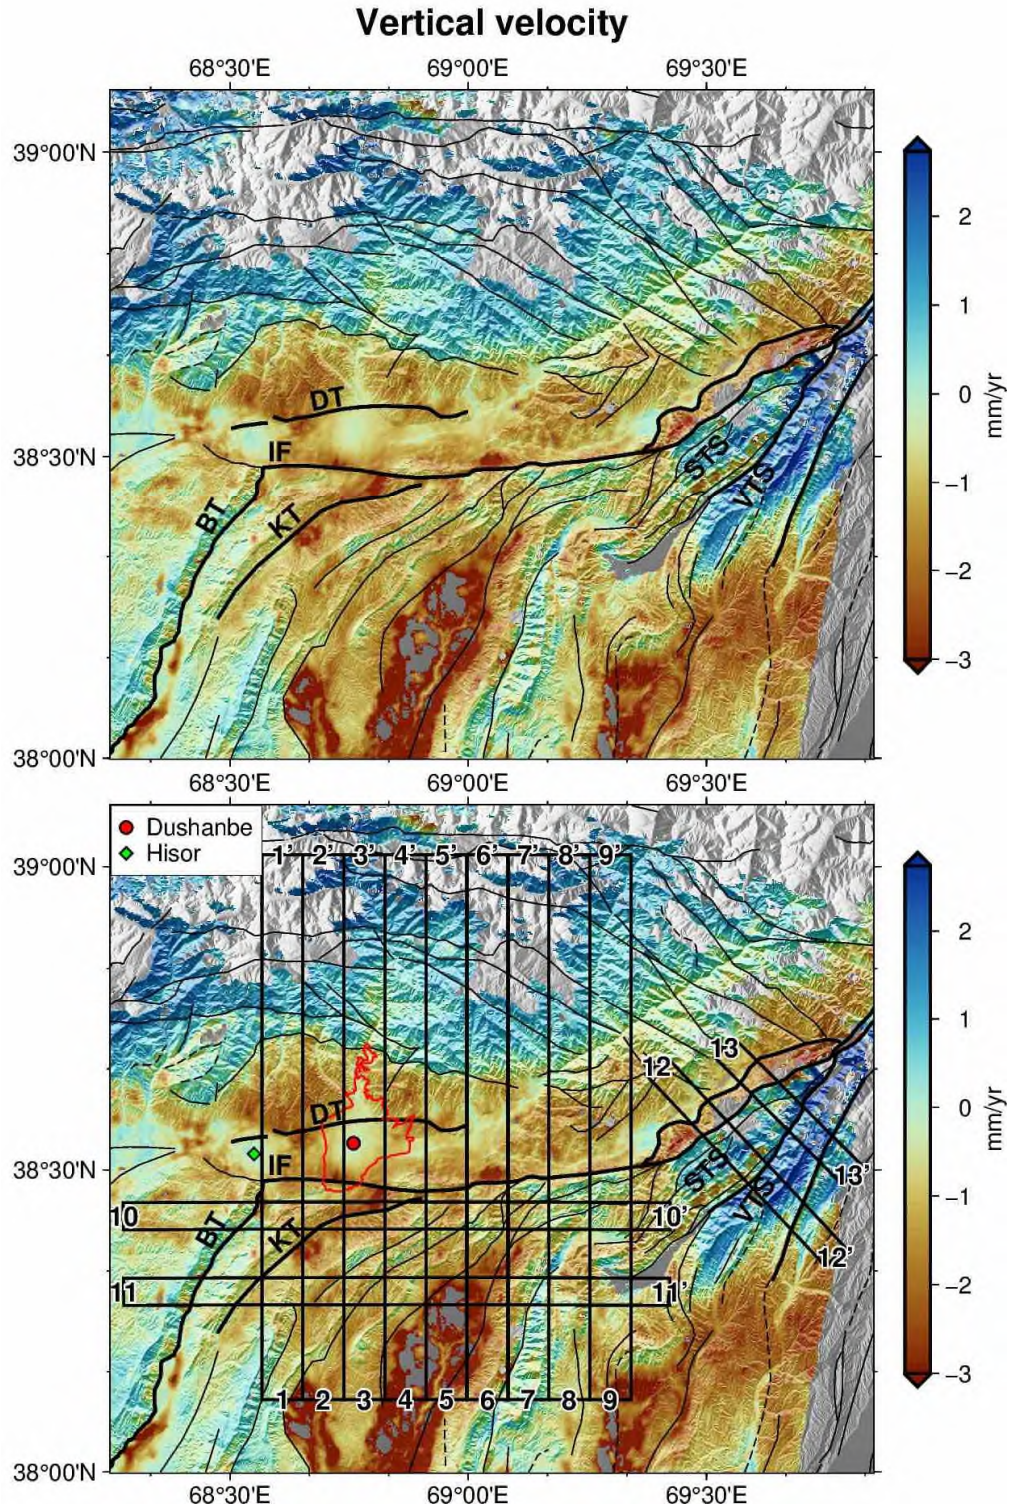 Vertical velocity
68°30'E 69°00'E 69°30'E
39°00'N
2
1
DT
0
mm/yr
38°30'N
IF
STS
−1
BT
KT
VTS
−2
−3
38°00'N
68°30'E 69°00'E 69°30'E
Dushanbe
Hisor
1' 2' 3' 4' 5' 6' 7' 8' 9'
39°00'N
2
1
13
12
DT
0
mm/yr
38°30'N
IF
STS
13'
−1
10 10'
BT
KT
VTS
12'
11 11'
−2
−3
1 2 3 4 5 6 7 8 9
38°00'N
68°30'E 69°00'E 69°30'E